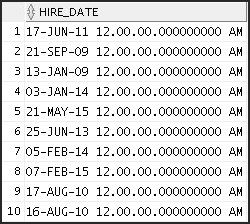 HIRE_DATE
1 17-JUN-11 12.00.00.000000000 AM
2 21-SEP-09 12.00.00.000000000 AM
3 13-JAN-09 12.00.00.000000000 AM
4 03-JAN-14 12.00.00.000000000 AM
5 21-MAY-15 12.00.00.000000000 AM
6 25-JUN-13 12.00.00.000000000 AM
7 05-FEB-14 12.00.00.000000000 AM
8 07-FEB-15 12.00.00.000000000 AM
9 17-AUG-10 12.00.00.000000000 AM
10 16-AUG-10 12.00.00.000000000 AM